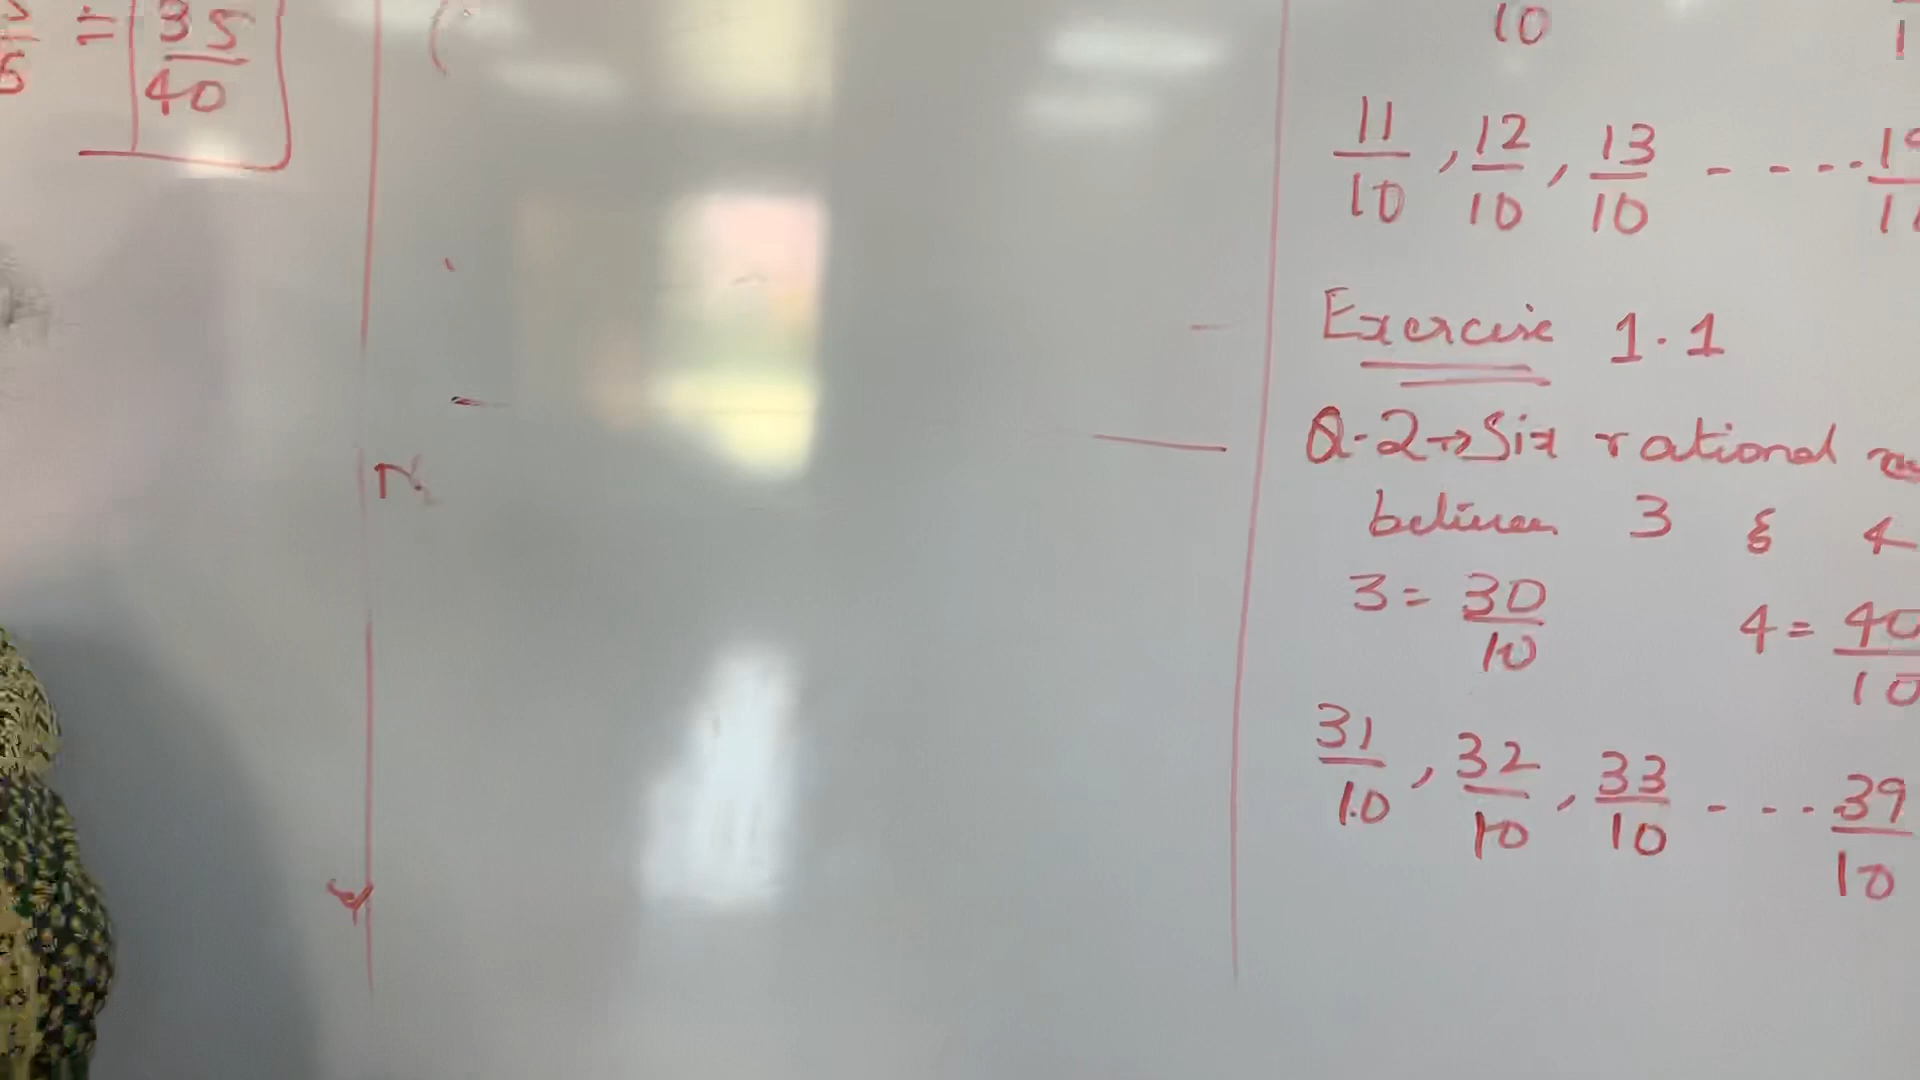 = 35/40
10
11/10 , 12/10 , 13/10 - - - -
Exercise 1.1
Q-2→ Six rational
between 3 & 4
3 = 30/10 4 = 40/10
31/10 , 32/10 , 33/10 - - - - 39/10